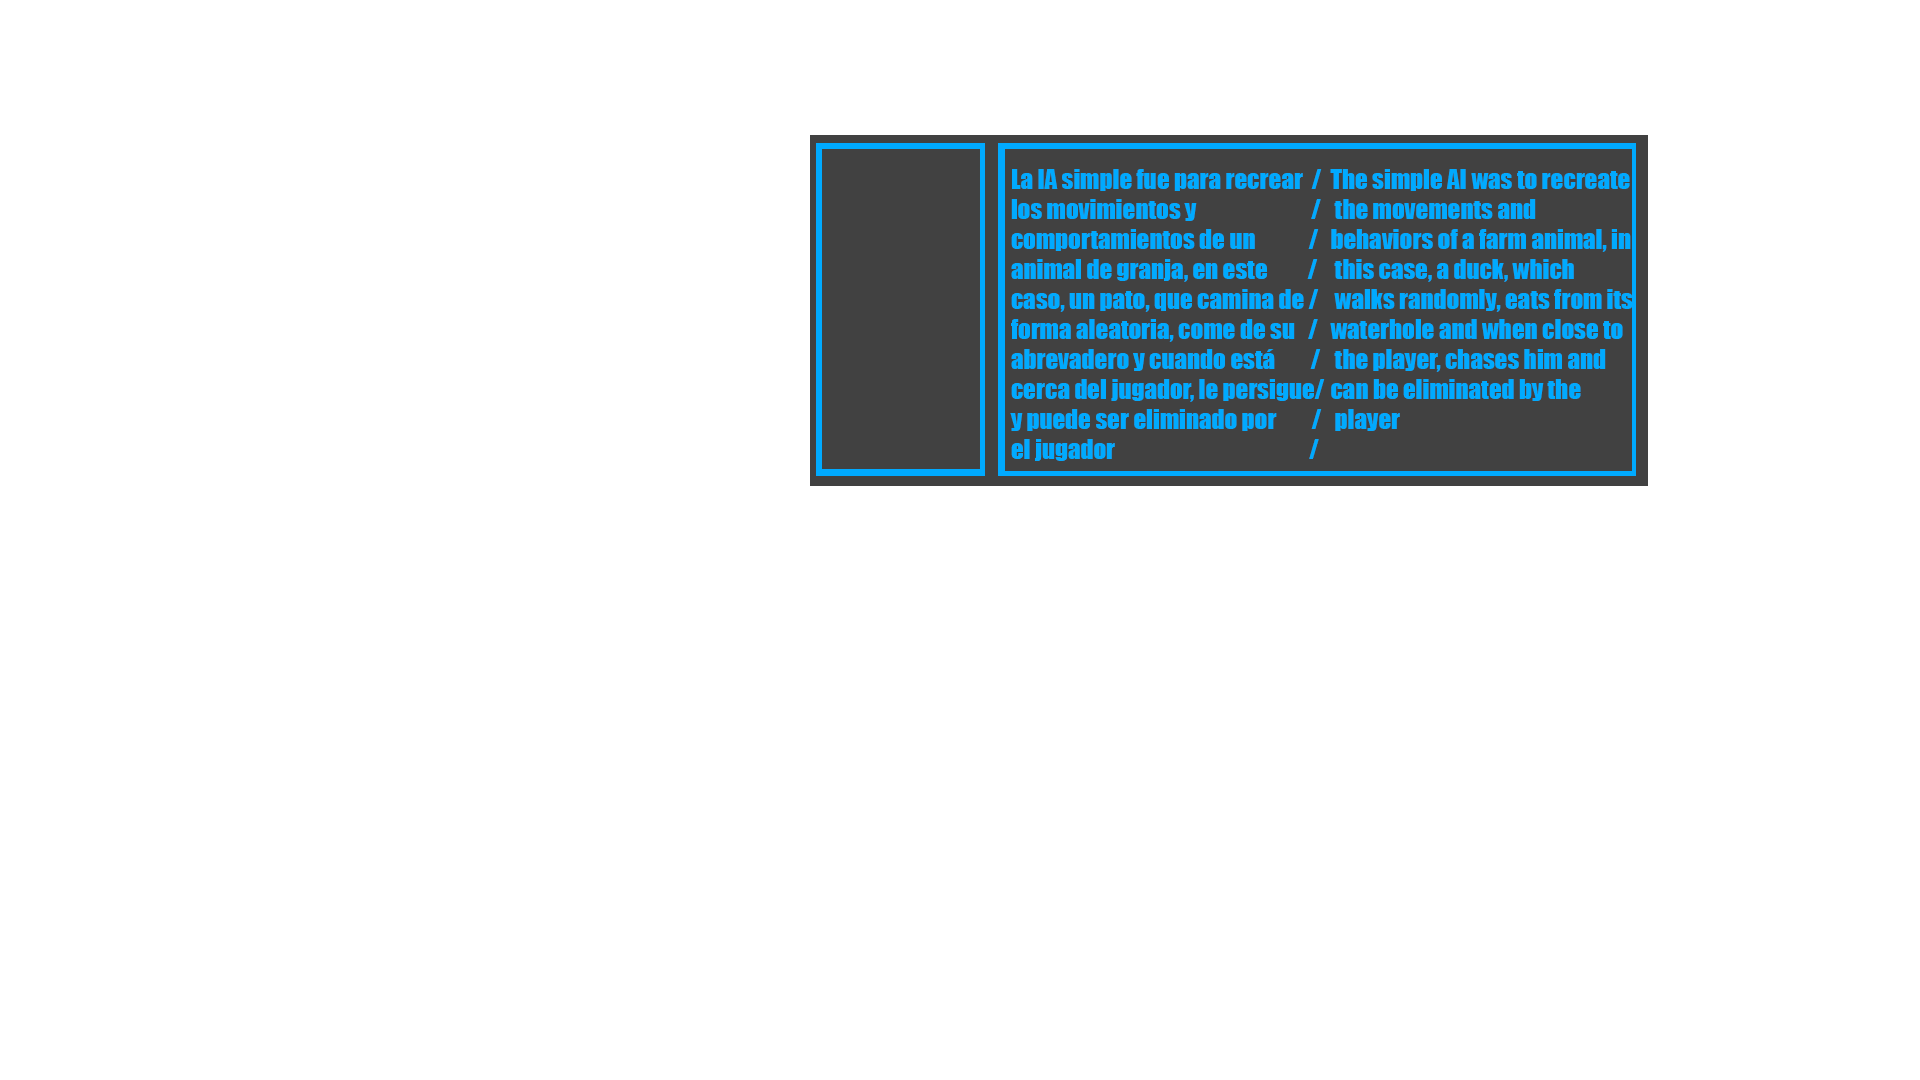 La IA simple fue para recrear / The simple AI was to recreate
los movimientos y / the movements and
comportamientos de un / behaviors of a farm animal, in
animal de granja, en este / this case, a duck, which
caso, un pato, que camina de / walks randomly, eats from its
forma aleatoria, come de su / waterhole and when close to
abrevadero y cuando está / the player, chases him and
cerca del jugador, le persigue/ can be eliminated by the
y puede ser eliminado por / player
el jugador /